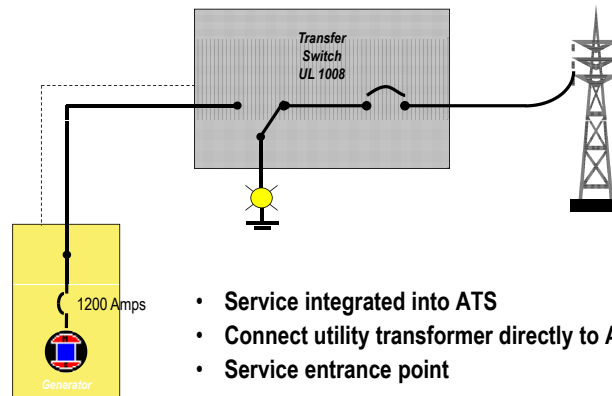 Transfer
Switch
UL 1008
1200 Amps
Generator
• Service integrated into ATS
• Connect utility transformer directly to A
• Service entrance point